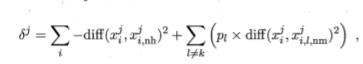 δ^j = ∑_i −diff(x_i^j, x_{i,nh}^j)^2 + ∑_{l≠k} (p_l × diff(x_i^j, x_{i,l,nm}^j)^2) ,